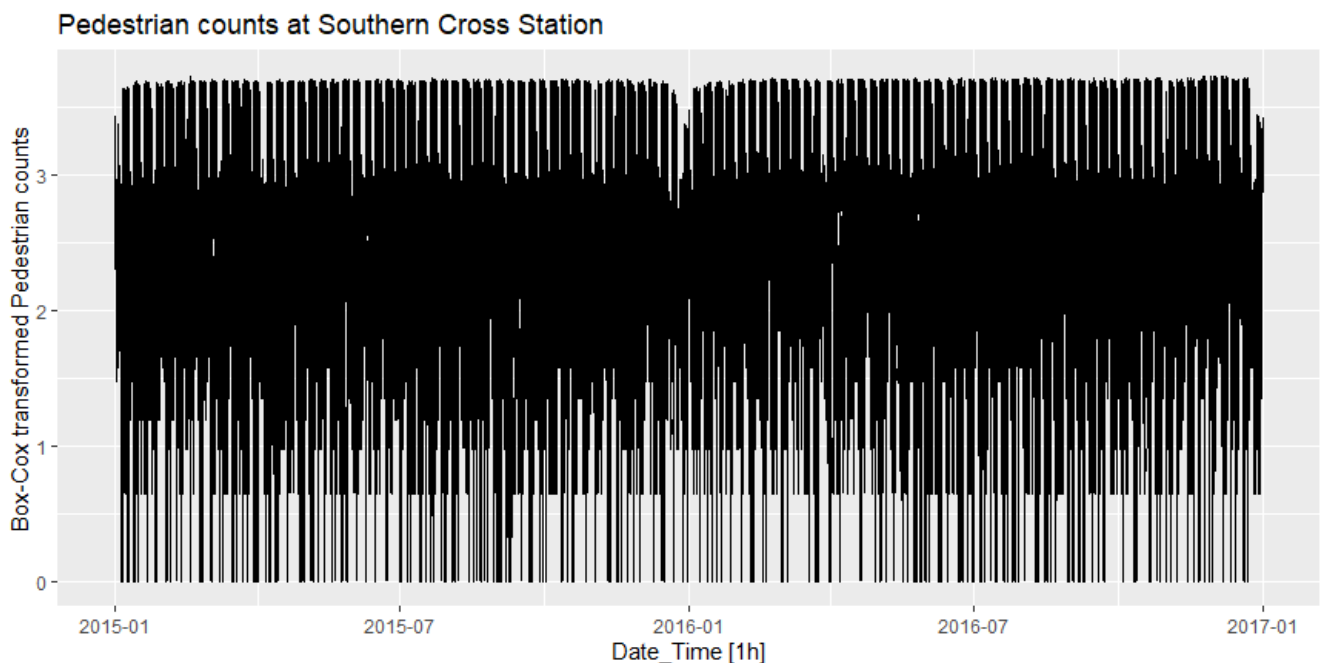 Pedestrian counts at Southern Cross Station
Box-Cox transformed Pedestrian counts
3
2
1
0
2015-01 2015-07 2016-01 2016-07 2017-01
Date_Time [1h]